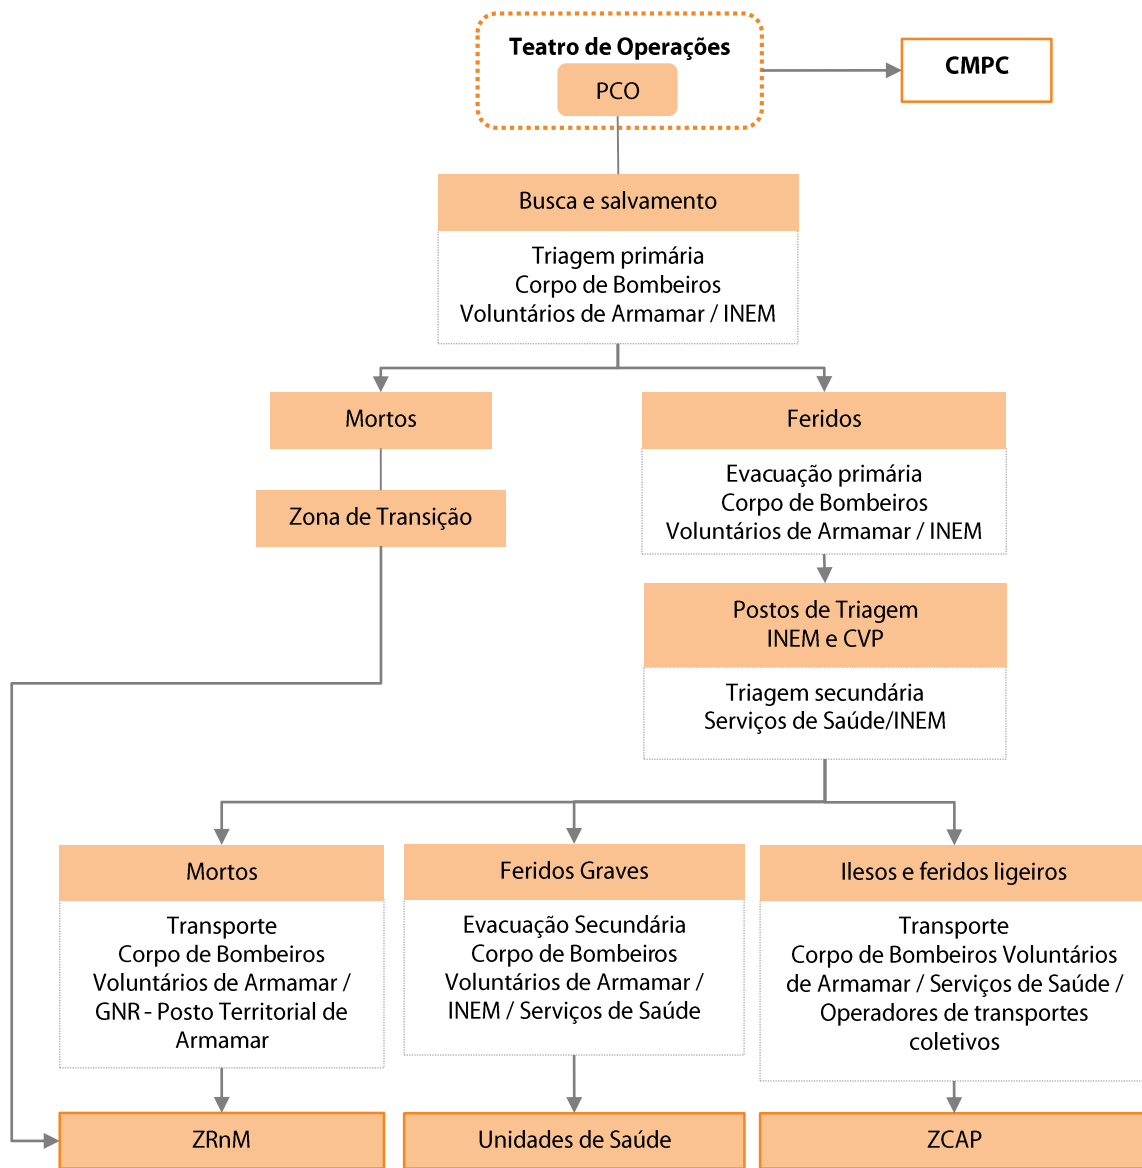 Teatro de Operações
PCO
CMPC
Busca e salvamento
Triagem primária
Corpo de Bombeiros
Voluntários de Armamar / INEM
Mortos
Zona de Transição
Feridos
Evacuação primária
Corpo de Bombeiros
Voluntários de Armamar / INEM
Postos de Triagem
INEM e CVP
Triagem secundária
Serviços de Saúde/INEM
Mortos
Transporte
Corpo de Bombeiros
Voluntários de Armamar /
GNR - Posto Territorial de
Armamar
Feridos Graves
Evacuação Secundária
Corpo de Bombeiros
Voluntários de Armamar /
INEM / Serviços de Saúde
Ilesos e feridos ligeiros
Transporte
Corpo de Bombeiros Voluntários
de Armamar / Serviços de Saúde /
Operadores de transportes
coletivos
ZRnM
Unidades de Saúde
ZCAP